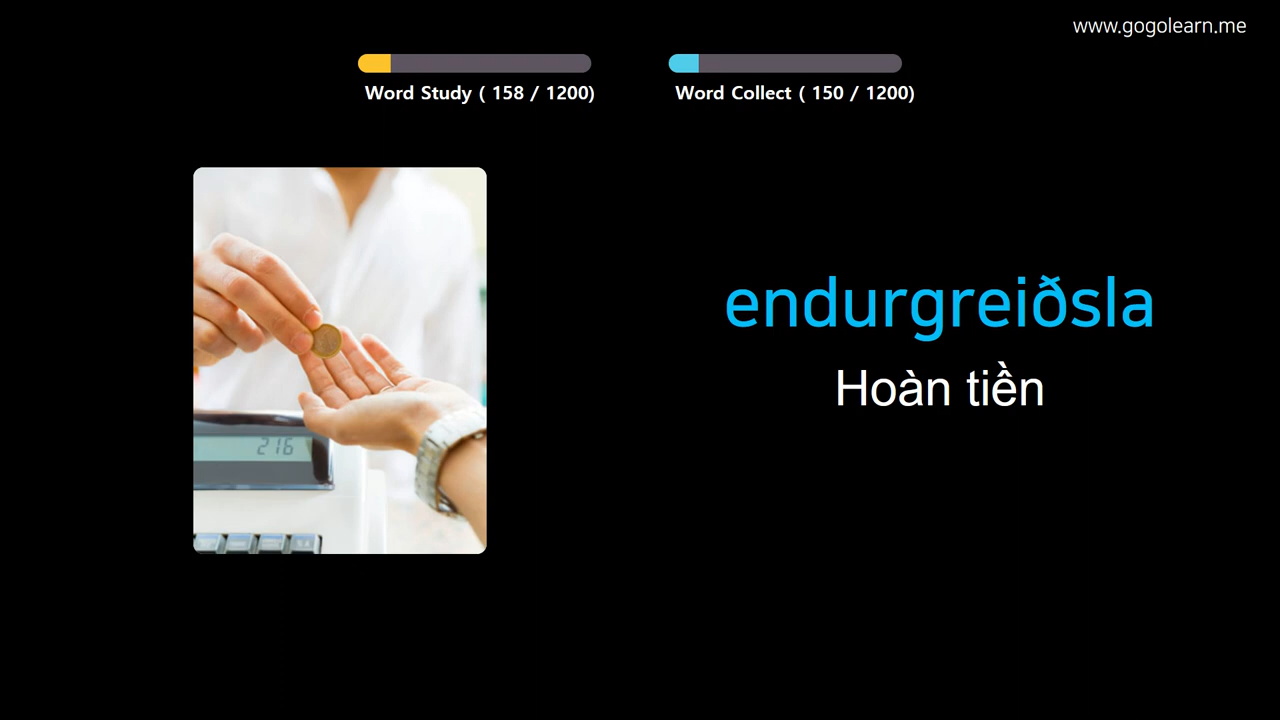 www.gogolearn.me
Word Study ( 158 / 1200)
Word Collect ( 150 / 1200)
endurgreiðsla
Hoàn tiền
216